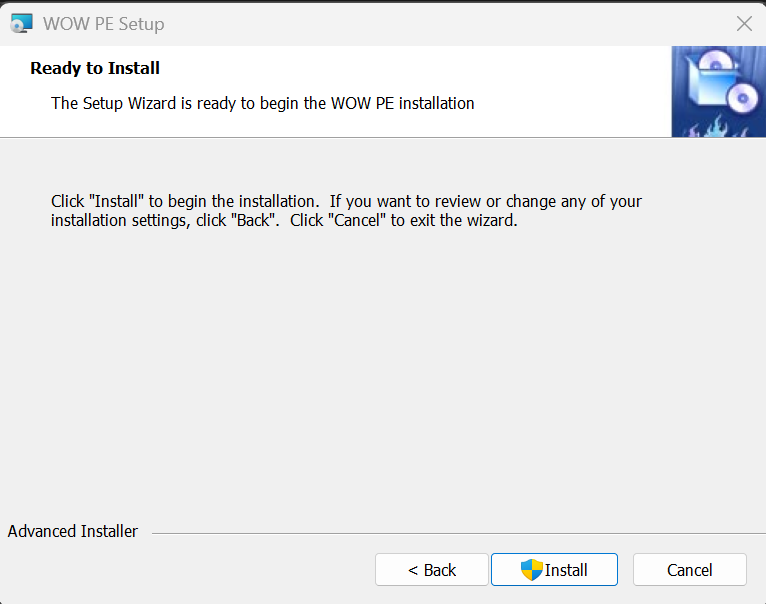 WOW PE Setup
Ready to Install
The Setup Wizard is ready to begin the WOW PE installation
Click "Install" to begin the installation.  If you want to review or change any of your
installation settings, click "Back".  Click "Cancel" to exit the wizard.
Advanced Installer
< Back
Install
Cancel